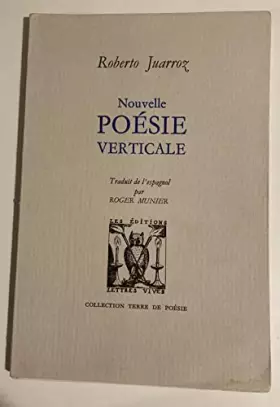 Roberto Juarroz
Nouvelle
POÉSIE
VERTICALE
Traduit de l'espagnol
par
ROGER MUNIER
LES ÉDITIONS
LETTRES VIVES
COLLECTION TERRE DE POÉSIE